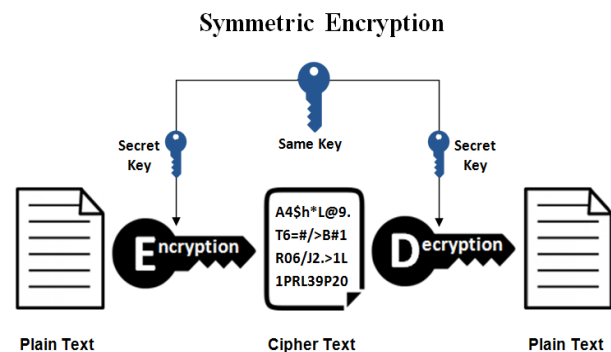 Symmetric Encryption
Secret
Key
Same Key
Secret
Key
Encryption
A4$h*L@9.
T6=#/>B#1
R06/J2.>1L
1PRL39P20
Decryption
Plain Text
Cipher Text
Plain Text